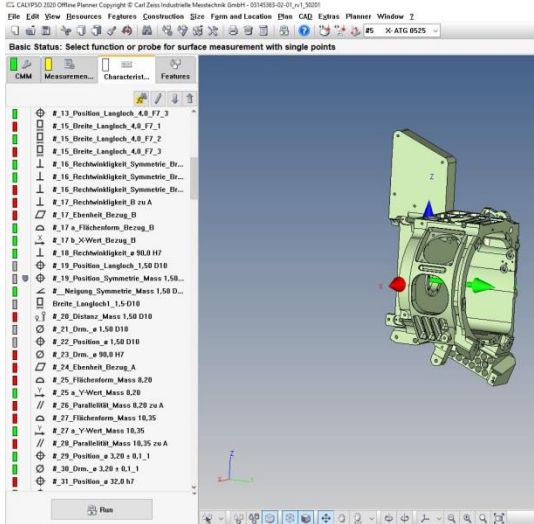 CALYPSO 2020 Offline Planner Copyright © Carl Zeiss Industrielle Messtechnik GmbH - 03145363-02-01_rv1_50201
File Edit View Resources Features Construction Size Form and Location Plan CAD Extras Planner Window ?
#5 X- ATG 0525
Basic Status: Select function or probe for surface measurement with single points
CMM Measuremen... Characterist... Features
#_13_Position_Langloch_4,0_F7_3
#_15_Breite_Langloch_4,0_F7_1
#_15_Breite_Langloch_4,0_F7_2
#_15_Breite_Langloch_4,0_F7_3
#_16_Rechtwinkligkeit_Symmetrie_Br...
#_16_Rechtwinkligkeit_Symmetrie_Br...
#_16_Rechtwinkligkeit_Symmetrie_Br...
#_17_Rechtwinkligkeit_B zu A
#_17_Ebenheit_Bezug_B
#_17 a_Flächenform_Bezug_B
#_17 b_X-Wert_Bezug_B
#_18_Rechtwinkligkeit_ø 90,0 H7
#_19_Position_Langloch_1,50 D10
#_19_Position_Symmetrie_Mass 1,50...
#__Neigung_Symmetrie_Mass 1,50 D...
Breite_Langloch1_1,5-D10
#_20_Distanz_Mass 1,50 D10
#_21_Drm._ø 1,50 D10
#_22_Position_ø 1,50 D10
#_23_Drm._ø 90,0 H7
#_24_Ebenheit_Bezug_A
#_25_Flächenform_Mass 8,20
#_25 a_Y-Wert_Mass 8,20
#_26_Parallelität_Mass 8,20 zu A
#_27_Flächenform_Mass 10,35
#_27 a_Y-Wert_Mass 10,35
#_28_Parallelität_Mass 10,35 zu A
#_29_Position_ø 3,20 ± 0,1_1
#_30_Drm._ø 3,20 ± 0,1_1
#_31_Position_ø 32,0 h7
Run
Z
X
Z